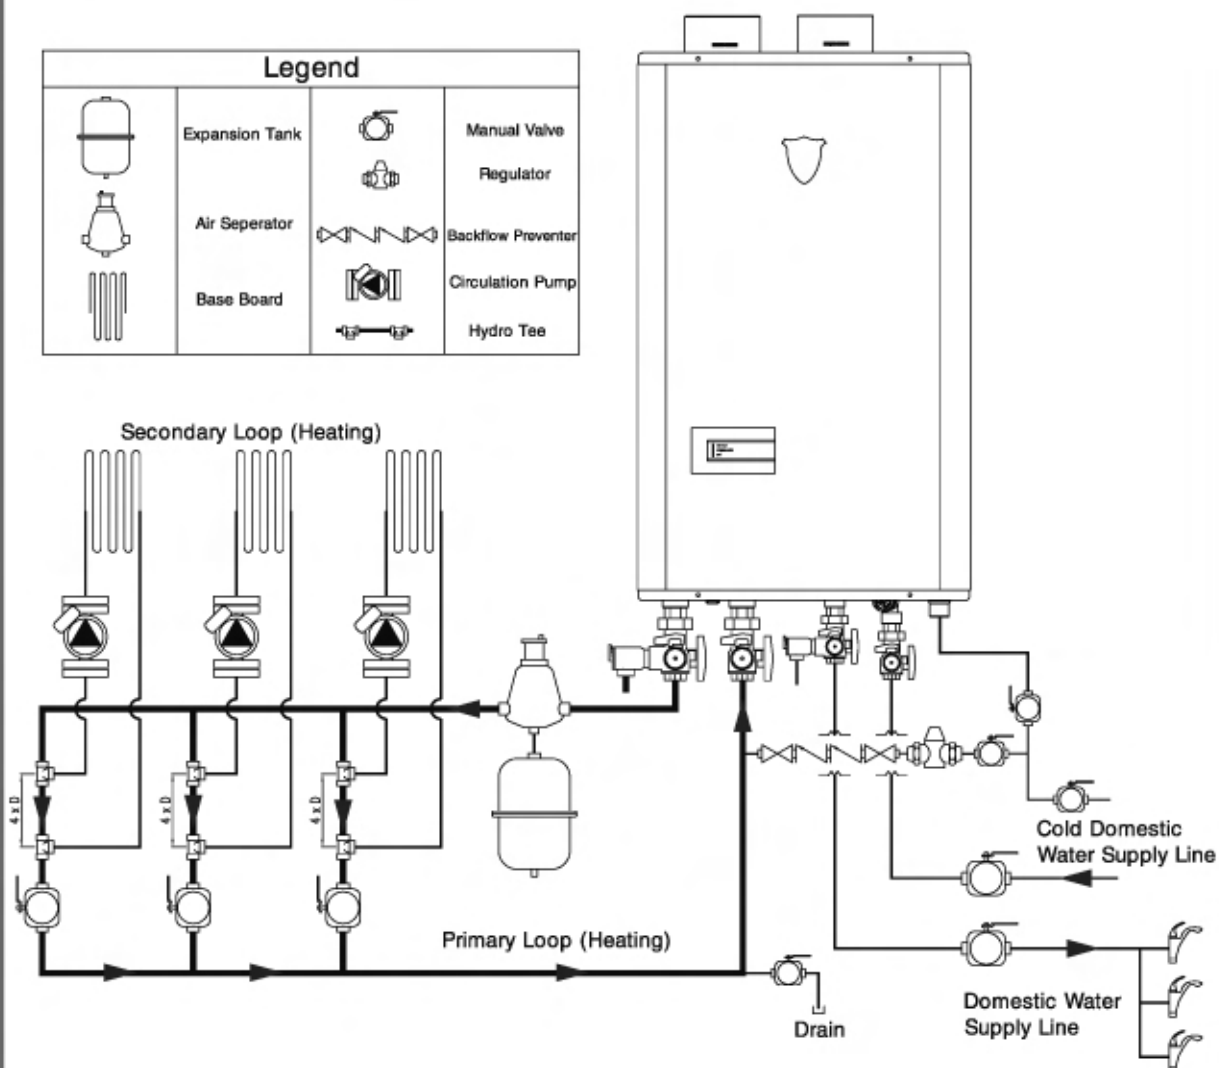 Legend
Expansion Tank
Manual Valve
Regulator
Air Seperator
Backflow Preventer
Base Board
Circulation Pump
Hydro Tee
Secondary Loop (Heating)
4 x D
4 x D
4 x D
Cold Domestic
Water Supply Line
Primary Loop (Heating)
Domestic Water
Supply Line
Drain